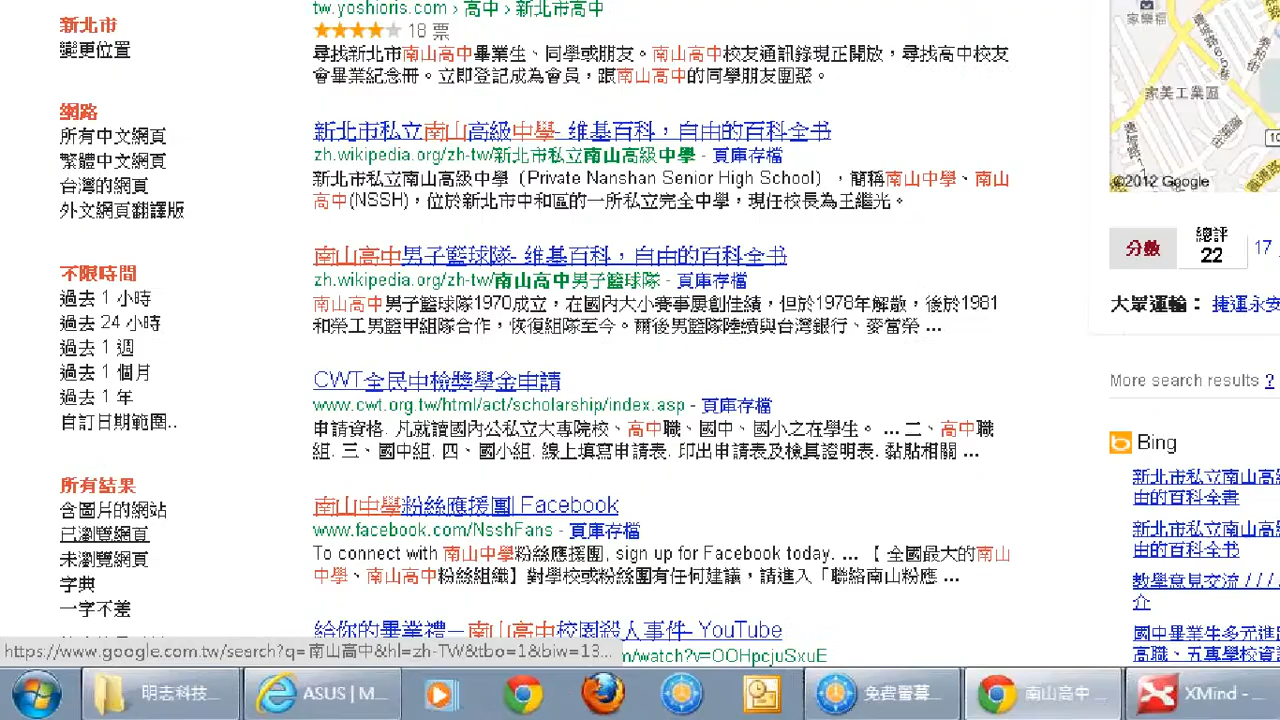 tw.yoshioris.com › 高中 › 新北市高中
18 票
尋找新北市南山高中畢業生、同學或朋友。南山高中校友通訊錄現正開放，尋找高中校友
會畢業紀念冊。立即登記成為會員，跟南山高中的同學朋友團聚。
新北市私立南山高級中學- 维基百科，自由的百科全书
zh.wikipedia.org/zh-tw/新北市私立南山高級中學 - 頁庫存檔
新北市私立南山高級中學（Private Nanshan Senior High School），簡稱南山中學、南山
高中(NSSH)，位於新北市中和區的一所私立完全中學，現任校長為王繼光。
南山高中男子籃球隊- 维基百科，自由的百科全书
zh.wikipedia.org/zh-tw/南山高中男子籃球隊 - 頁庫存檔
南山高中男子籃球隊1970成立，在國內大小賽事屢創佳績，但於1978年解散，後於1981
和榮工男籃甲組隊合作，恢復組隊至今。爾後男籃隊陸續與台灣銀行、麥當勞 ...
CWT全民中檢獎學金申請
www.cwt.org.tw/html/act/scholarship/index.asp - 頁庫存檔
申請資格. 凡就讀國內公私立大專院校、高中職、國中、國小之在學生。 ... 二、高中職
組. 三、國中組. 四、國小組. 線上填寫申請表. 印出申請表及檢具證明表. 黏貼相關 ...
南山中學粉絲應援團| Facebook
www.facebook.com/NsshFans - 頁庫存檔
To connect with 南山中學粉絲應援團, sign up for Facebook today. ... 【 全國最大的南山
中學、南山高中粉絲組織】對學校或粉絲團有任何建議，請進入「聯絡南山粉應 ...
給你的畢業禮－南山高中校園殺人事件- YouTube
m/watch?v=OOHpcjuSxuE
新北市
變更位置
網路
所有中文網頁
繁體中文網頁
台灣的網頁
外文網頁翻譯版
不限時間
過去 1 小時
過去 24 小時
過去 1 週
過去 1 個月
過去 1 年
自訂日期範圍..
所有結果
含圖片的網站
已瀏覽網頁
未瀏覽網頁
字典
一字不差
https://www.google.com.tw/search?q=南山高中&hl=zh-TW&tbo=1&biw=13...
家樂福
家美工業區
©2012 Google
分數
總評
22
17
大眾運輸： 捷運永安
More search results ?
Bing
新北市私立南山高級
由的百科全書
新北市私立南山高級
由的百科全书
教學意見交流 / / /
介
國中畢業生多元進
高職、五專學校資
明去科技...
ASUS | M...
免費螢幕...
南山高中 ...
XMind - ...